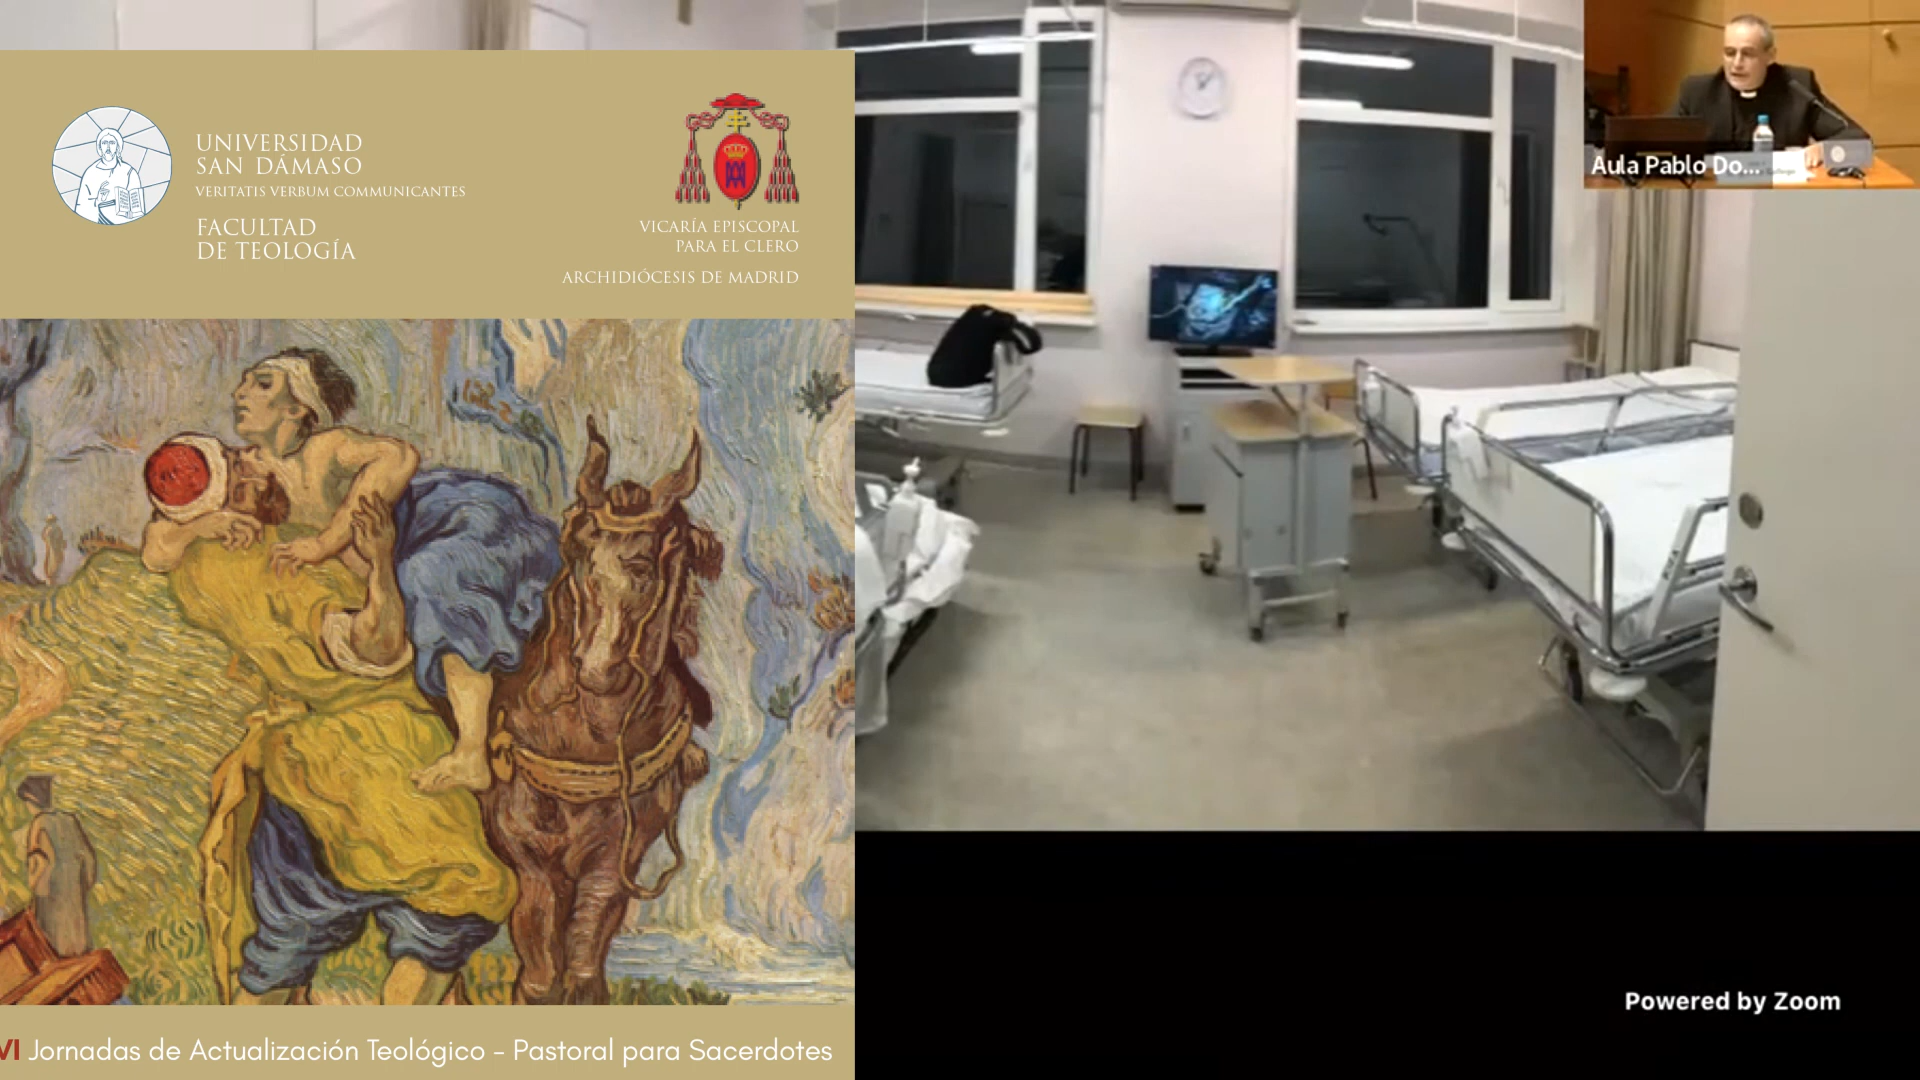 UNIVERSIDAD
SAN DÁMASO
VERITATIS VERBUM COMMUNICANTES
FACULTAD
DE TEOLOGÍA
VICARÍA EPISCOPAL
PARA EL CLERO
ARCHIDIÓCESIS DE MADRID
VI Jornadas de Actualización Teológico - Pastoral para Sacerdotes
Aula Pablo Do...
Powered by Zoom